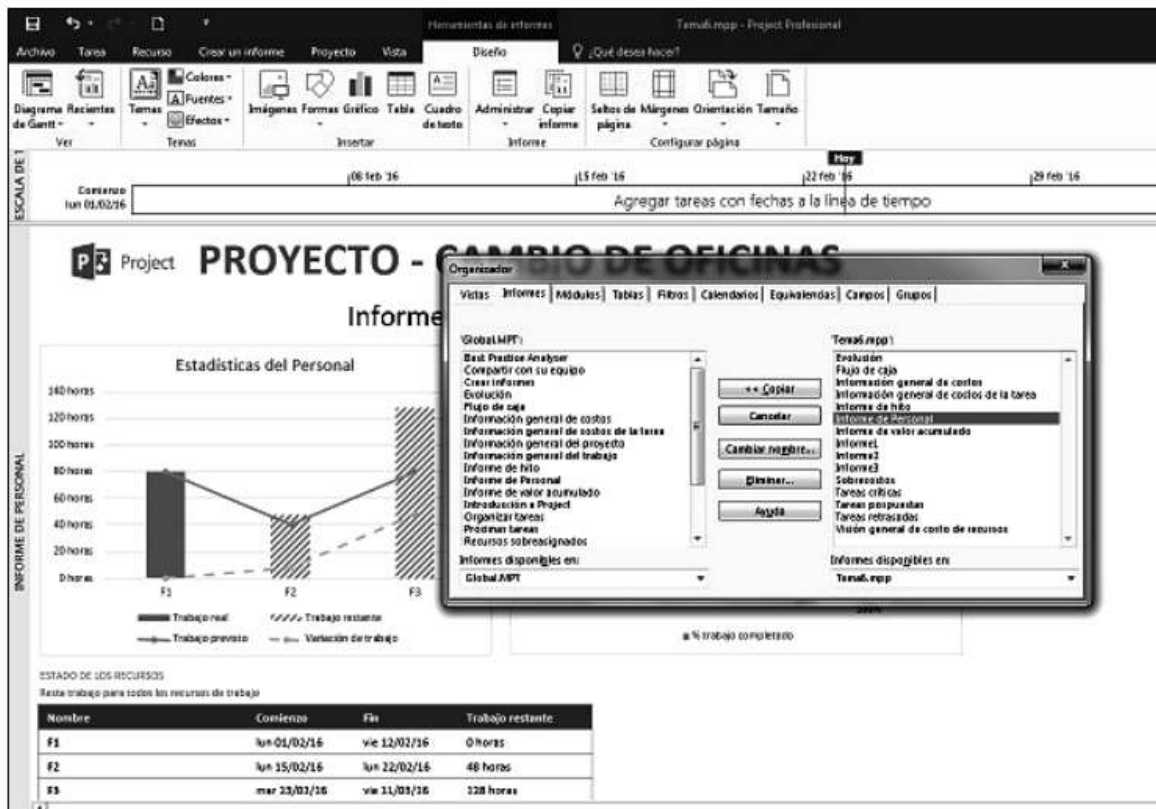 Herramientas de informes
Tema6.mpp - Project Profesional
Archivo Tarea Recurso Crear un informe Proyecto Vista Diseño ¿Qué desea hacer?
Diagrama de Gantt
Recientes
Temas
Colores
Fuentes
Efectos
Imágenes Formas Gráfico Tabla Cuadro de texto
Administrar Copiar informe
Saltos de página Márgenes Orientación Tamaño
Ver Temas Insertar Informe Configurar página
ESCALA DE T
Hoy
08 feb '16 15 feb '16 22 feb '16 29 feb '16
Comienzo
lun 01/02/16
Agregar tareas con fechas a la línea de tiempo
INFORME DE PERSONAL
Project
PROYECTO - CAMBIO DE OFICINAS
Informe
Estadísticas del Personal
140 horas
120 horas
100 horas
80 horas
60 horas
40 horas
20 horas
0 horas
F1 F2 F3
Trabajo real Trabajo restante
Trabajo previsto Variación de trabajo
Organizador
Vistas Informes Módulos Tablas Filtros Calendarios Equivalencias Campos Grupos
'Global.MPT':
Best Practice Analyser
Compartir con su equipo
Crear informes
Evolución
Flujo de caja
Información general de costos
Información general de costos de la tarea
Información general del proyecto
Información general del trabajo
Informe de hito
Informe de Personal
Informe de valor acumulado
Introducción a Project
Organizar tareas
Próximas tareas
Recursos sobreasignados
Informes disponibles en:
Global.MPT
<< Copiar
Cancelar
Cambiar nombre...
Eliminar...
Ayuda
'Tema6.mpp':
Evolución
Flujo de caja
Información general de costos
Información general de costos de la tarea
Informe de hito
Informe de Personal
Informe de valor acumulado
Informe1
Informe2
Informe3
Sobrecostos
Tareas críticas
Tareas pospuestas
Tareas retrasadas
Visión general de costo de recursos
Informes disponibles en:
Tema6.mpp
% trabajo completado
ESTADO DE LOS RECURSOS
Resta trabajo para todos los recursos de trabajo
Nombre Comienzo Fin Trabajo restante
F1 lun 01/02/16 vie 12/02/16 0 horas
F2 lun 15/02/16 lun 22/02/16 48 horas
F3 mar 23/02/16 vie 11/03/16 128 horas